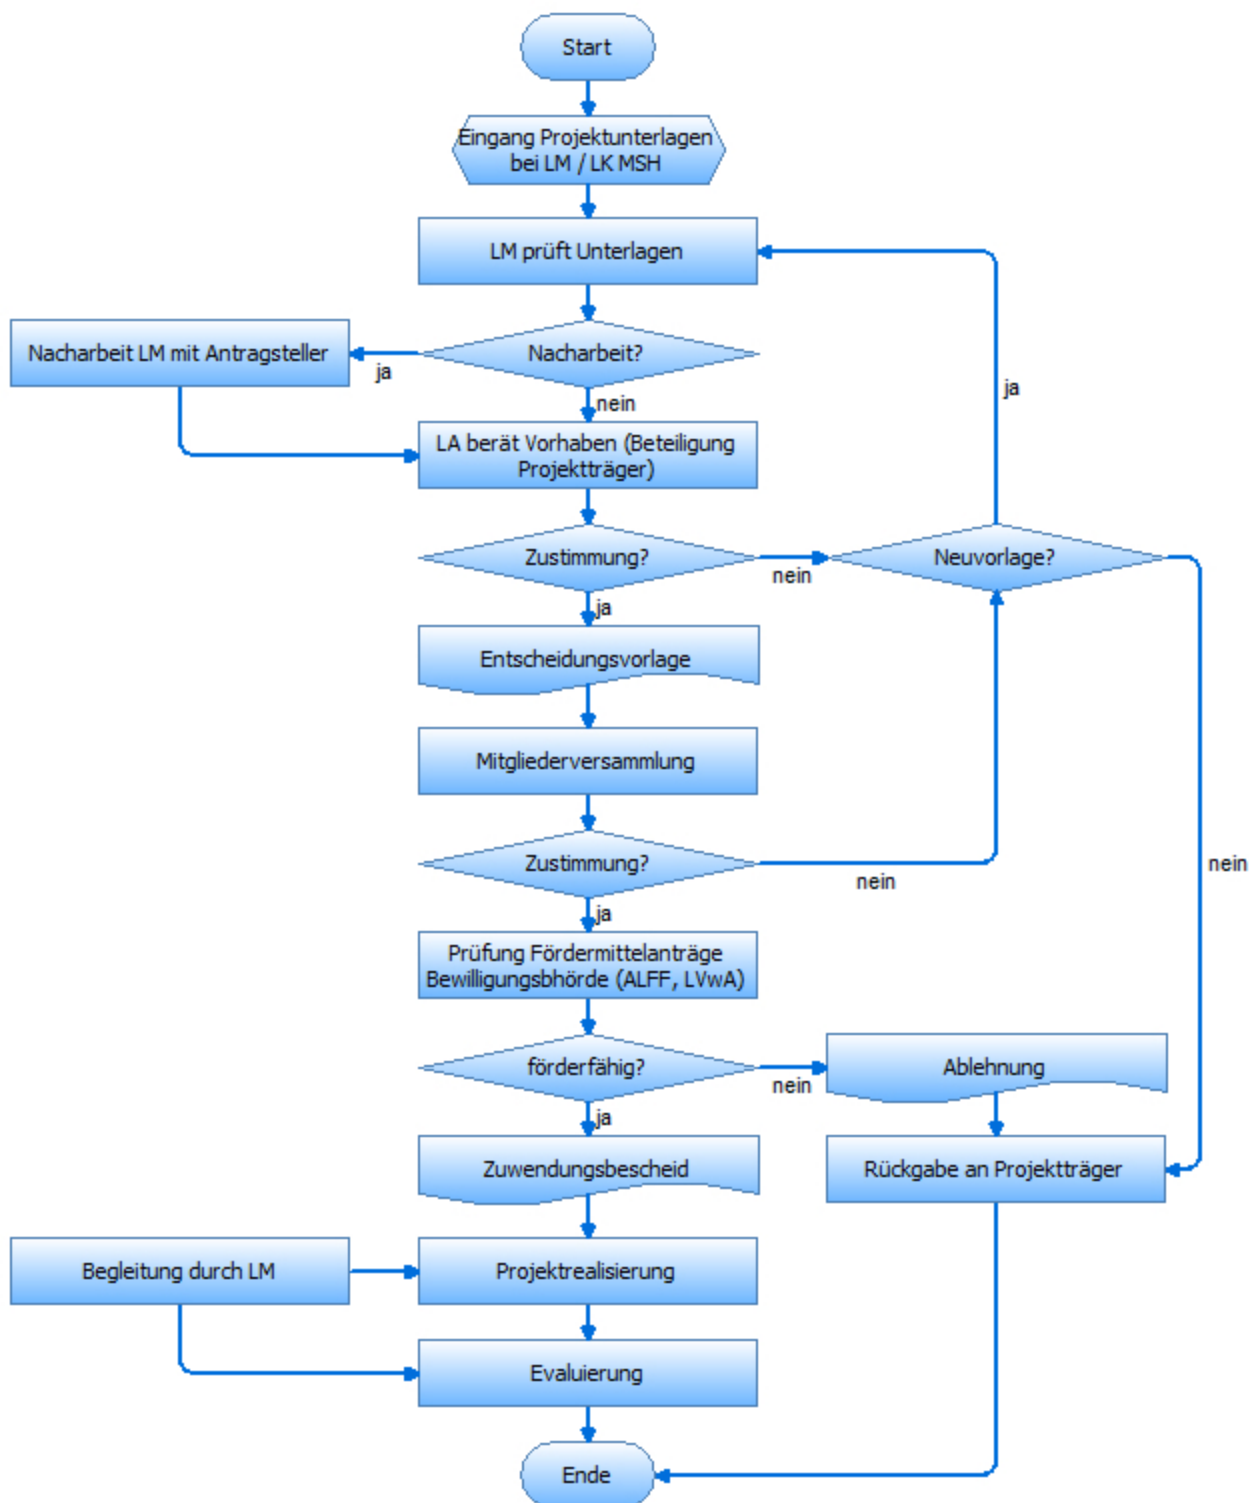 Start
Eingang Projektunterlagen
bei LM / LK MSH
LM prüft Unterlagen
Nacharbeit LM mit Antragsteller
ja
Nacharbeit?
nein
ja
LA berät Vorhaben (Beteiligung
Projektträger)
Zustimmung?
nein
Neuvorlage?
ja
Entscheidungsvorlage
Mitgliederversammlung
Zustimmung?
nein
nein
ja
Prüfung Fördermittelanträge
Bewilligungsbhörde (ALFF, LVwA)
förderfähig?
nein
Ablehnung
ja
Zuwendungsbescheid
Rückgabe an Projektträger
Begleitung durch LM
Projektrealisierung
Evaluierung
Ende